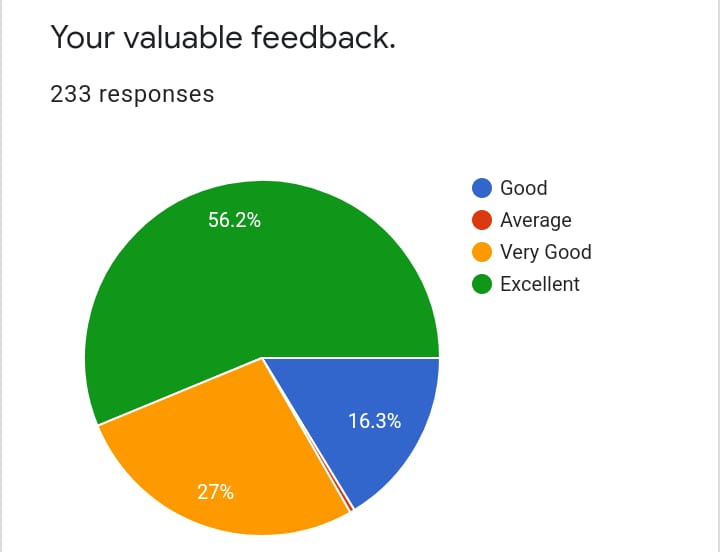 Your valuable feedback.
233 responses
56.2%
16.3%
27%
Good
Average
Very Good
Excellent